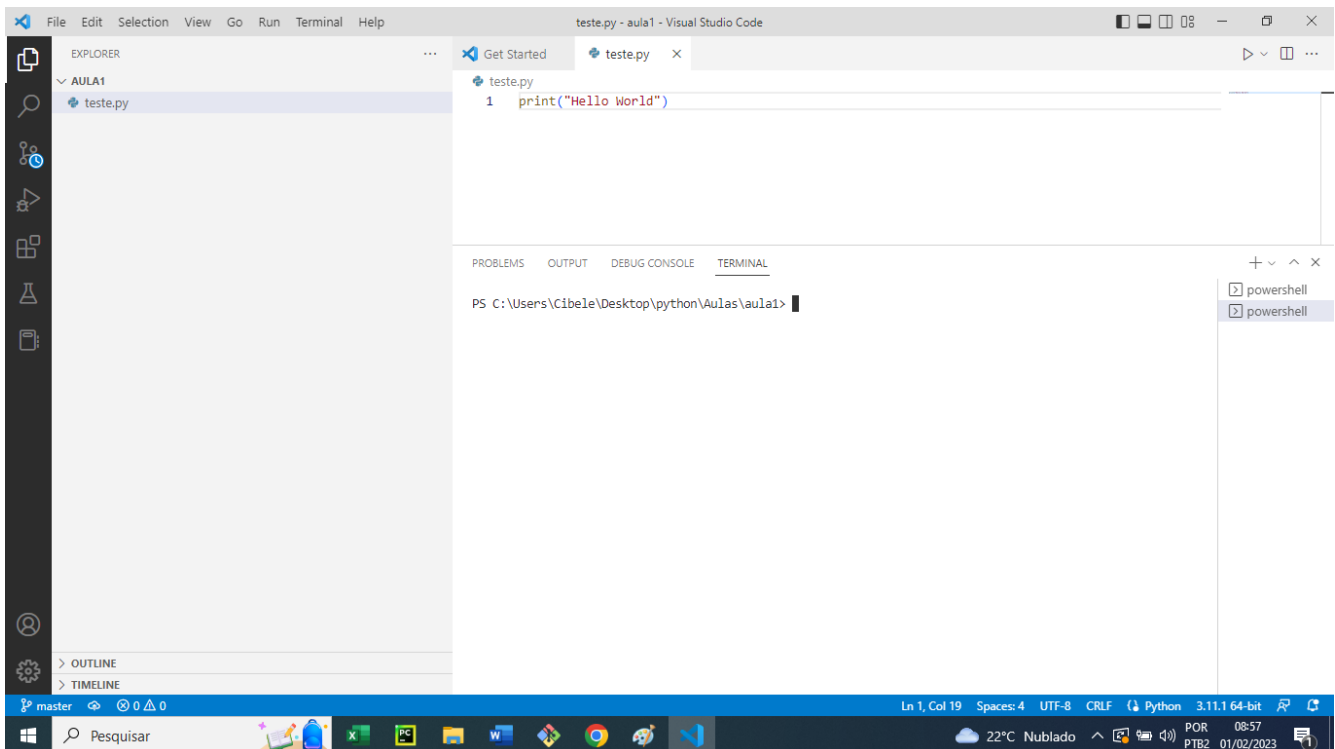 File Edit Selection View Go Run Terminal Help
teste.py - aula1 - Visual Studio Code
EXPLORER
AULA1
teste.py
OUTLINE
TIMELINE
Get Started
teste.py
teste.py
1 print("Hello World")
PROBLEMS OUTPUT DEBUG CONSOLE TERMINAL
PS C:\Users\Cibele\Desktop\python\Aulas\aula1>
powershell
powershell
master 0 0
Ln 1, Col 19 Spaces: 4 UTF-8 CRLF Python 3.11.1 64-bit
Pesquisar
X
PC
W
22°C Nublado
POR
PTB2
08:57
01/02/2023
1